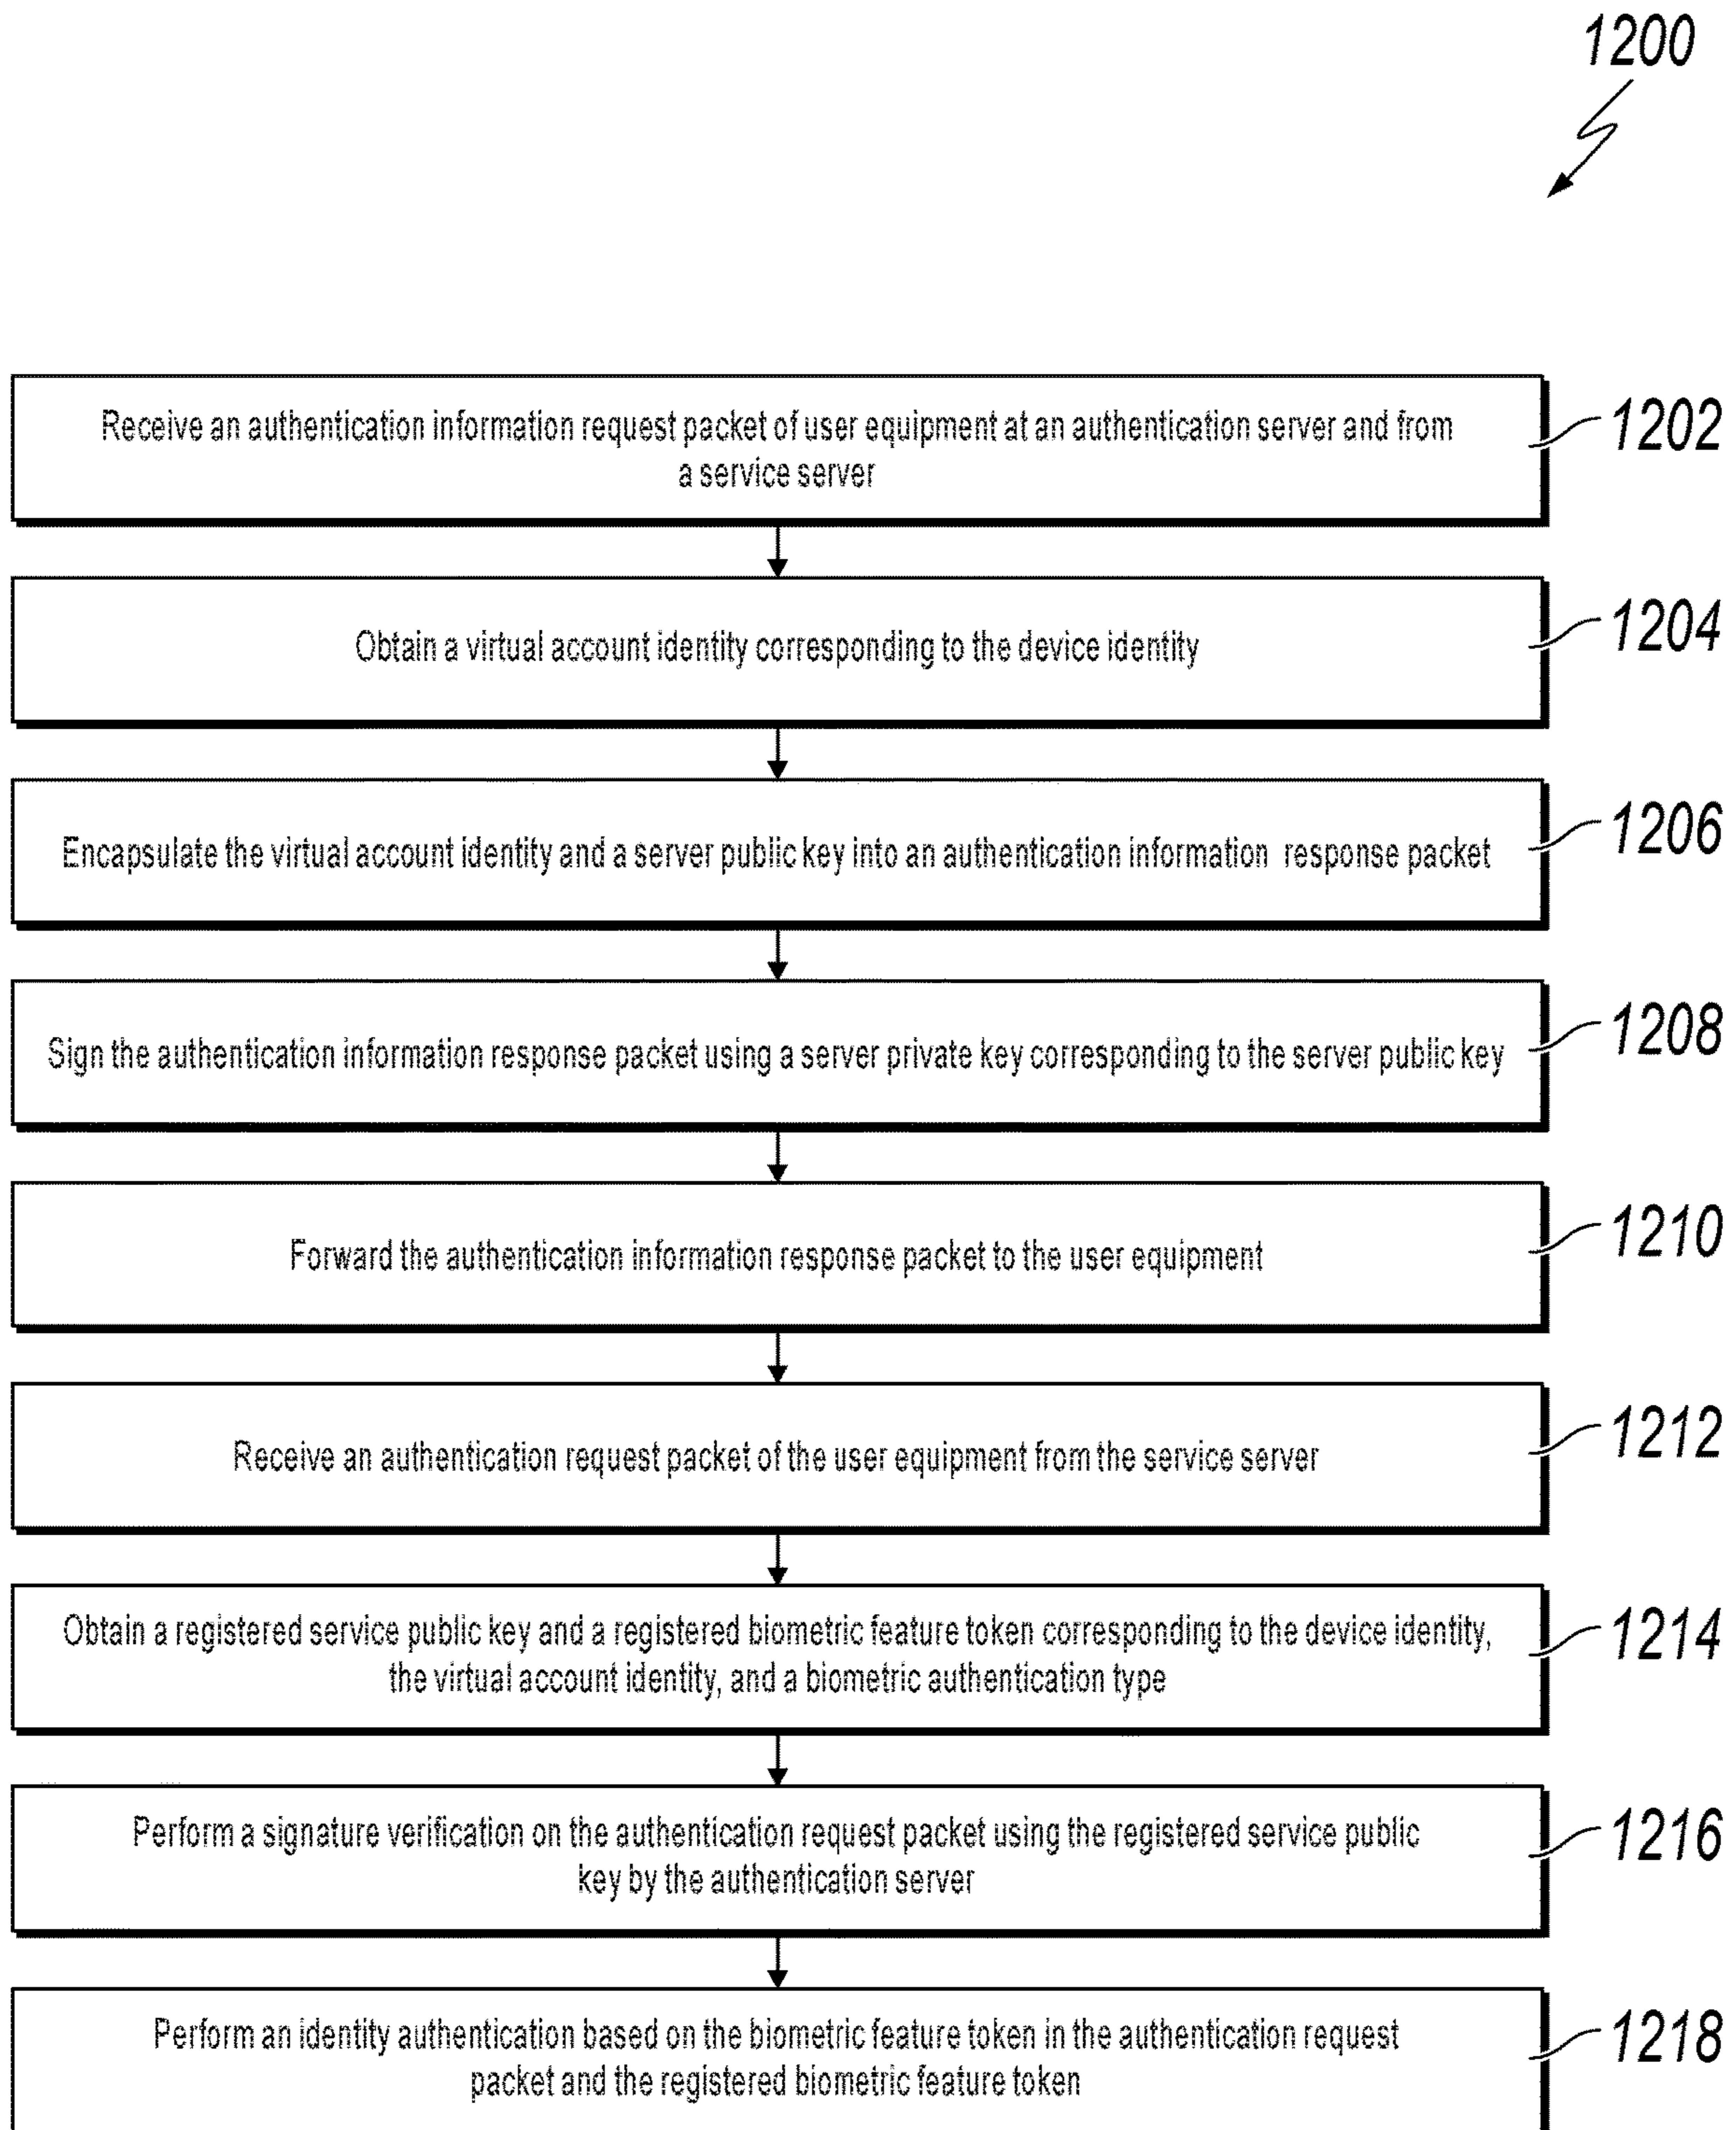 1200
Receive an authentication information request packet of user equipment at an authentication server and from
a service server
1202
Obtain a virtual account identity corresponding to the device identity
1204
Encapsulate the virtual account identity and a server public key into an authentication information response packet
1206
Sign the authentication information response packet using a server private key corresponding to the server public key
1208
Forward the authentication information response packet to the user equipment
1210
Receive an authentication request packet of the user equipment from the service server
1212
Obtain a registered service public key and a registered biometric feature token corresponding to the device identity,
the virtual account identity, and a biometric authentication type
1214
Perform a signature verification on the authentication request packet using the registered service public
key by the authentication server
1216
Perform an identity authentication based on the biometric feature token in the authentication request
packet and the registered biometric feature token
1218